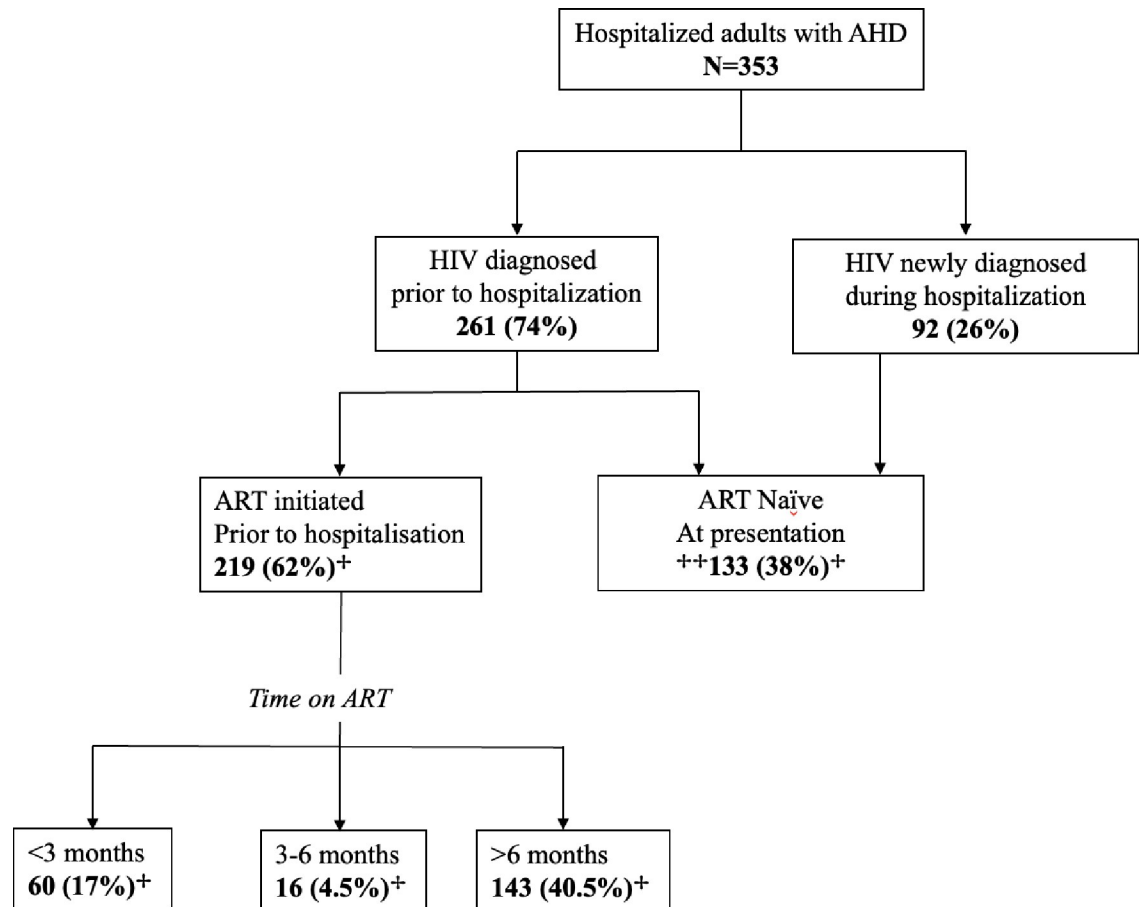 Hospitalized adults with AHD
N=353
HIV diagnosed
prior to hospitalization
261 (74%)
HIV newly diagnosed
during hospitalization
92 (26%)
ART initiated
Prior to hospitalisation
219 (62%)⁺
ART Naïve
At presentation
⁺⁺133 (38%)⁺
Time on ART
<3 months
60 (17%)⁺
3-6 months
16 (4.5%)⁺
>6 months
143 (40.5%)⁺